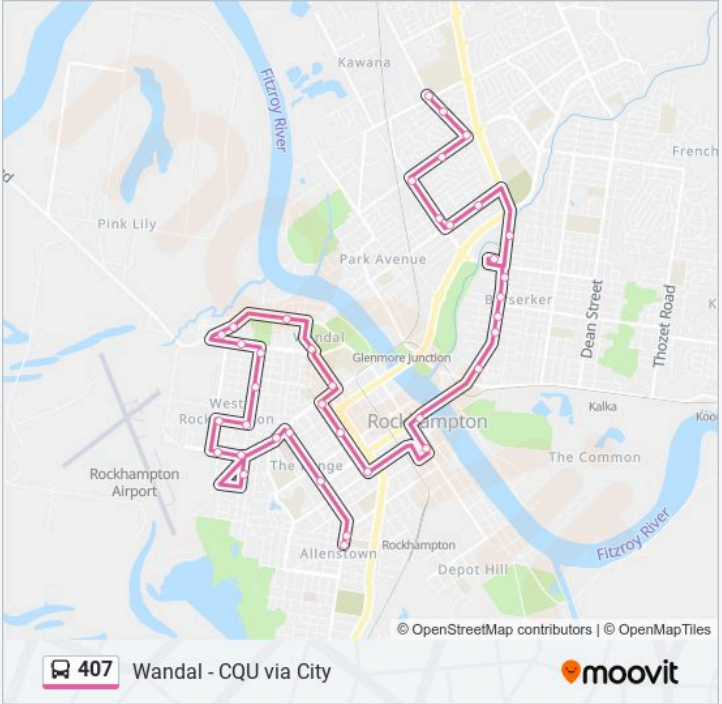 Kawana
Fitzroy River
French
d
Pink Lily
Park Avenue
Berserker
Dean Street
Thozet Road
K
Wandal
Glenmore Junction
Kalka
Koo
West
Rockhampton
Rockhampton
The Common
The Range
Rockhampton
Airport
Rockhampton
Allenstown
Fitzroy River
Depot Hill
© OpenStreetMap contributors | © OpenMapTiles
407 Wandal - CQU via City
moovit